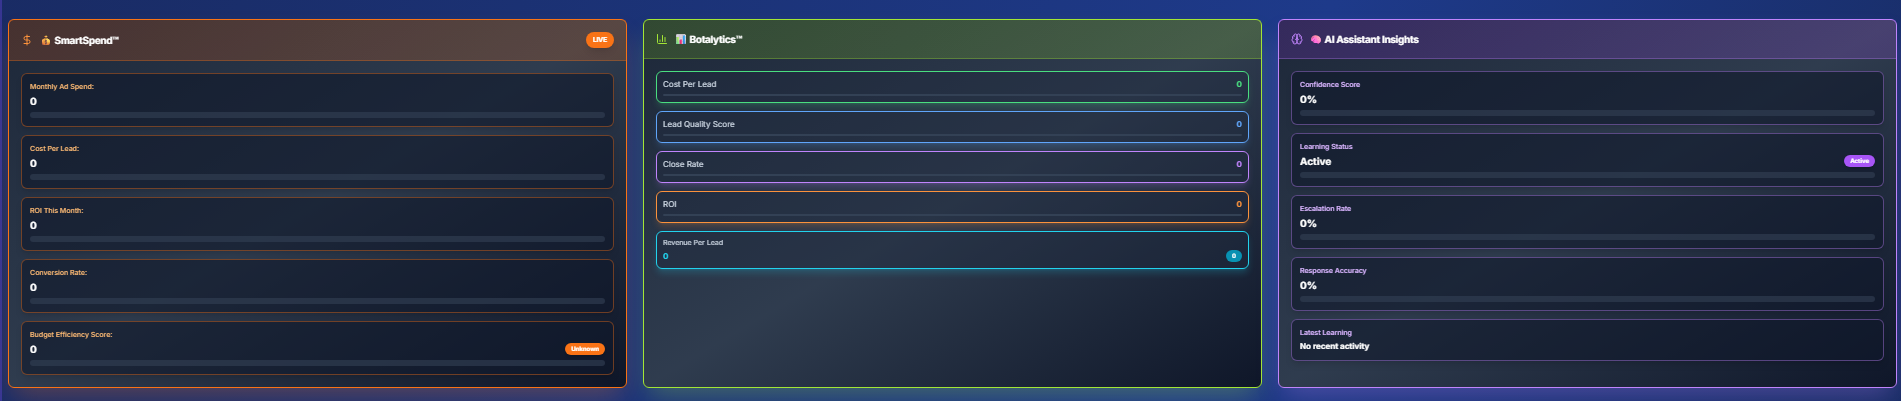 SmartSpend™
LIVE
Monthly Ad Spend:
0
Cost Per Lead:
0
ROI This Month:
0
Conversion Rate:
0
Budget Efficiency Score:
0
Unknown
Botalytics™
Cost Per Lead 0
Lead Quality Score 0
Close Rate 0
ROI 0
Revenue Per Lead
0 0
AI Assistant Insights
Confidence Score
0%
Learning Status
Active Active
Escalation Rate
0%
Response Accuracy
0%
Latest Learning
No recent activity